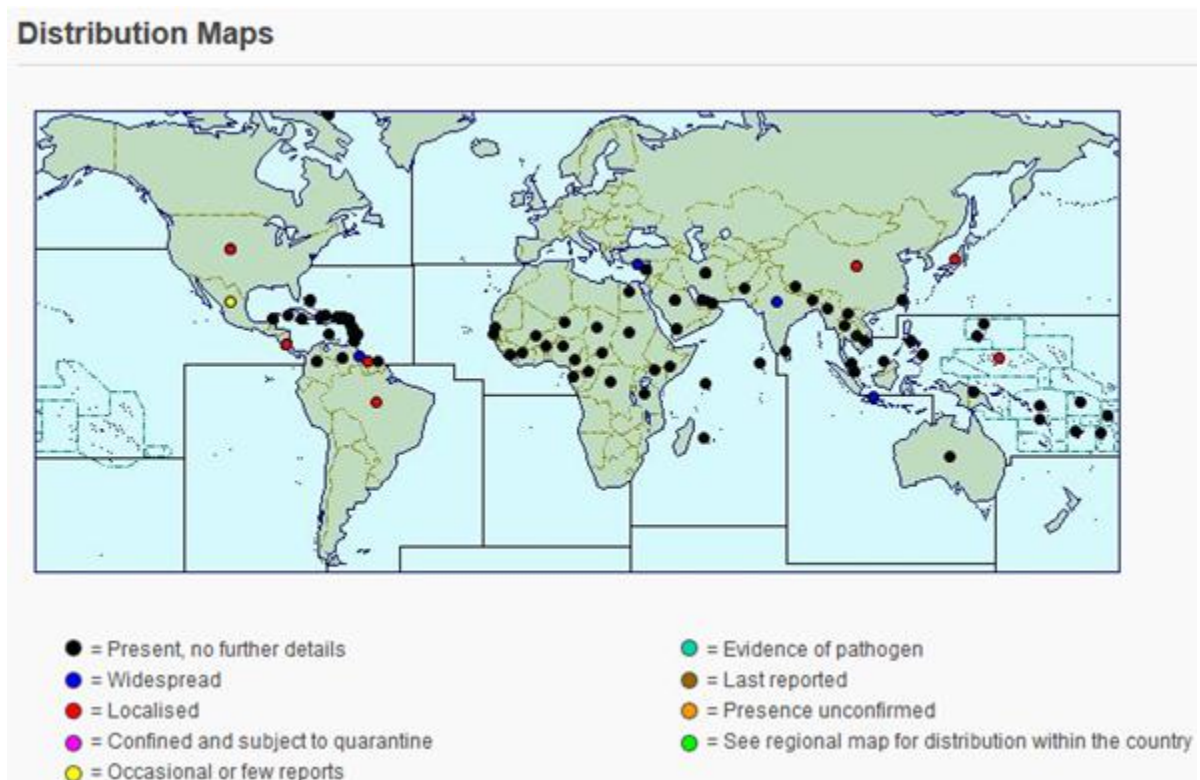 Distribution Maps
= Present, no further details
= Widespread
= Localised
= Confined and subject to quarantine
= Occasional or few reports
= Evidence of pathogen
= Last reported
= Presence unconfirmed
= See regional map for distribution within the country